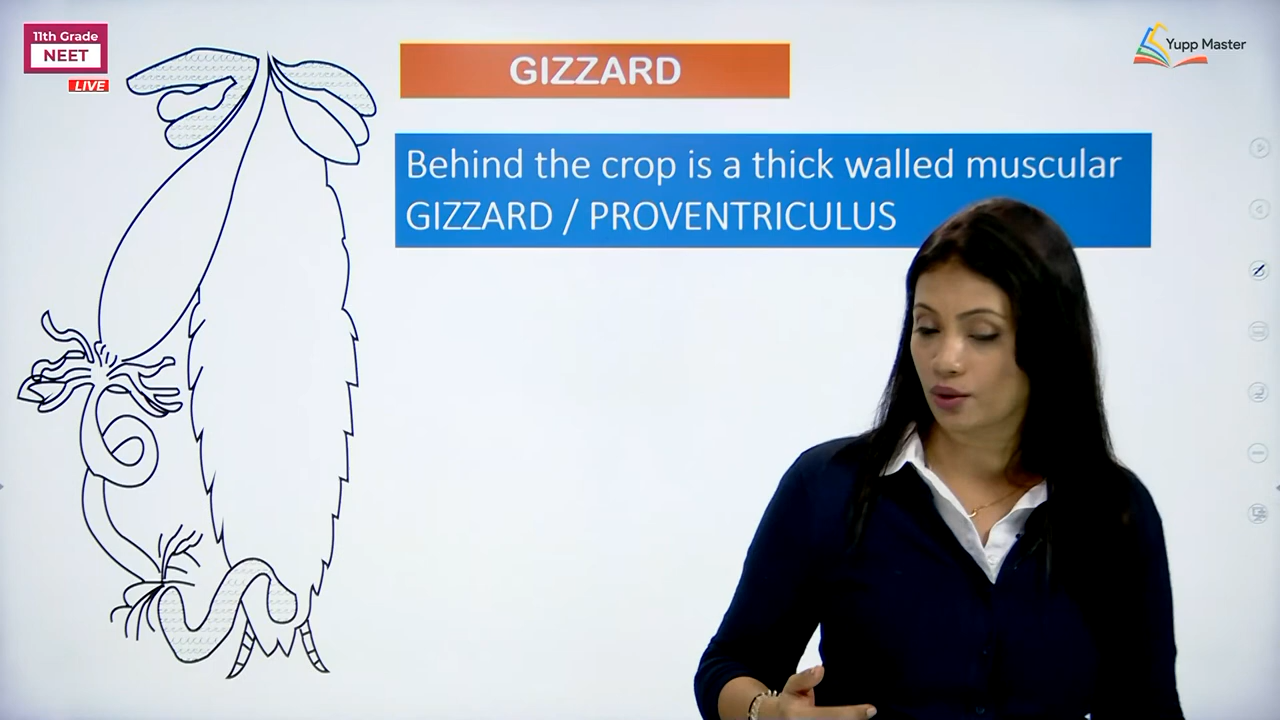 11th Grade
NEET
LIVE
GIZZARD
Yupp Master
Behind the crop is a thick walled muscular
GIZZARD / PROVENTRICULUS